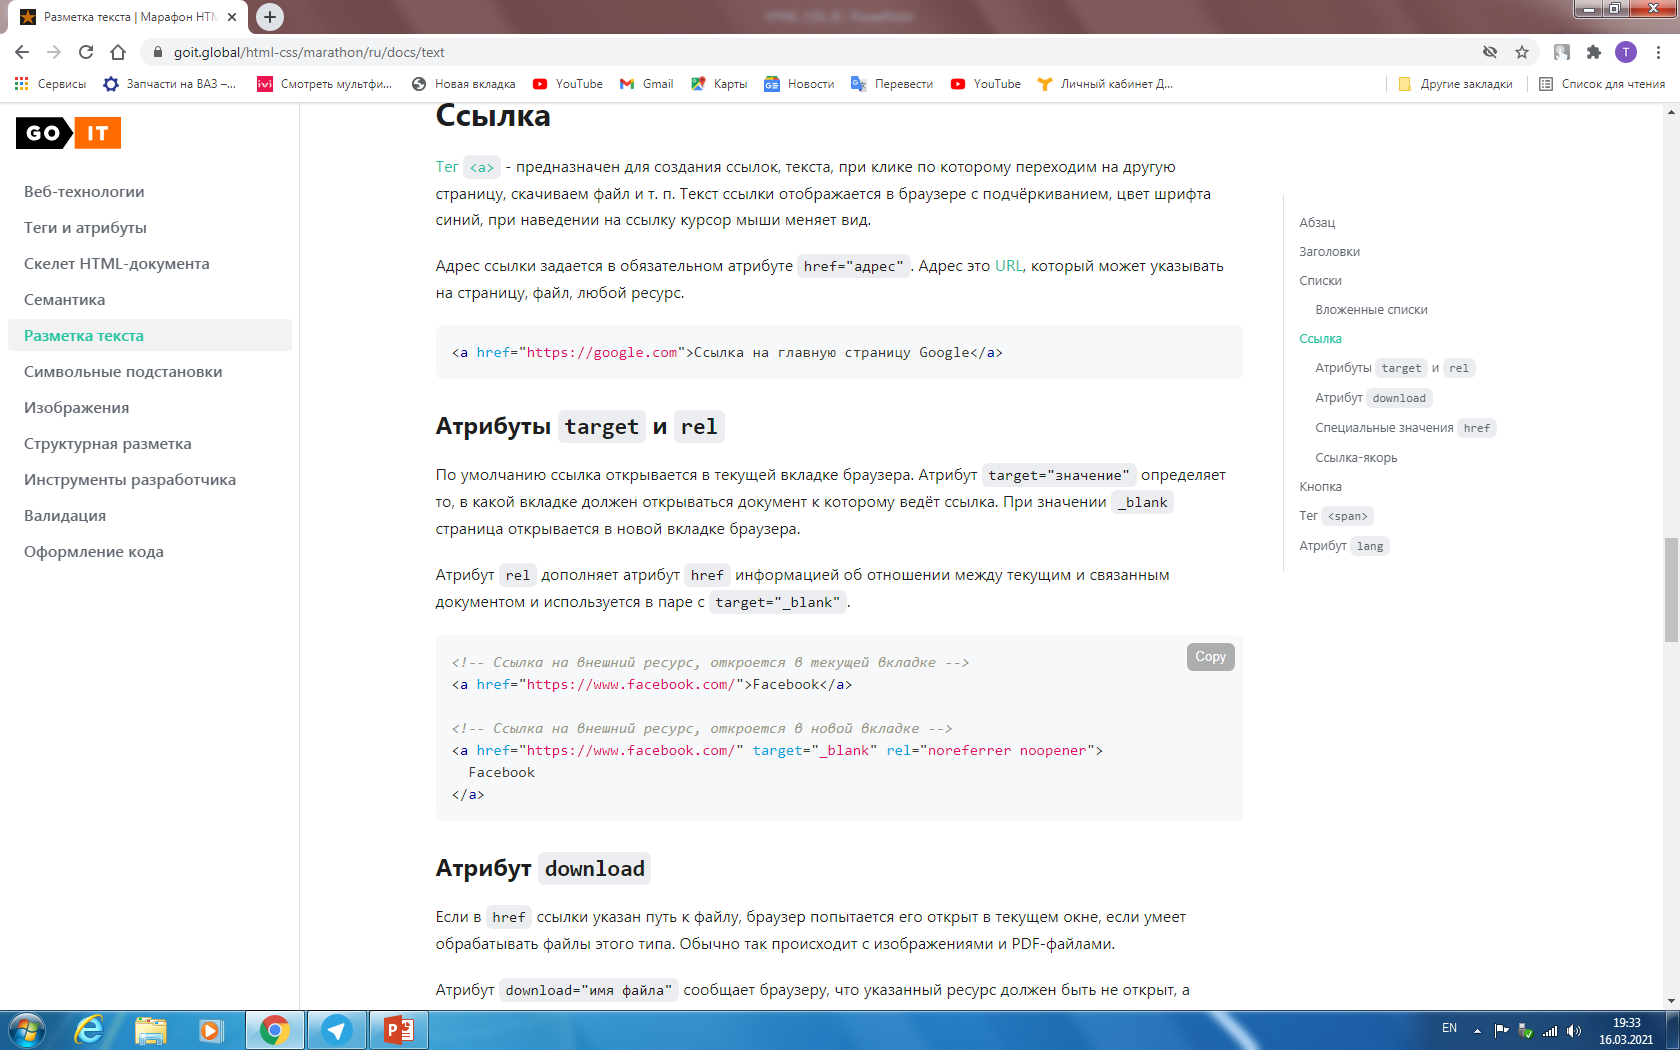 Разметка текста | Марафон HTM
goit.global/html-css/marathon/ru/docs/text
T
Сервисы
Запчасти на ВАЗ –...
Смотреть мультфи...
Новая вкладка
YouTube
Gmail
Карты
Новости
Перевести
YouTube
Личный кабинет Д...
Другие закладки
Список для чтения
GO IT
Веб-технологии
Теги и атрибуты
Скелет HTML-документа
Семантика
Разметка текста
Символьные подстановки
Изображения
Структурная разметка
Инструменты разработчика
Валидация
Оформление кода
Ссылка
Тег <a> - предназначен для создания ссылок, текста, при клике по которому переходим на другую
страницу, скачиваем файл и т. п. Текст ссылки отображается в браузере с подчёркиванием, цвет шрифта
синий, при наведении на ссылку курсор мыши меняет вид.
Адрес ссылки задается в обязательном атрибуте href="адрес" . Адрес это URL, который может указывать
на страницу, файл, любой ресурс.
<a href="https://google.com">Ссылка на главную страницу Google</a>
Атрибуты target и rel
По умолчанию ссылка открывается в текущей вкладке браузера. Атрибут target="значение" определяет
то, в какой вкладке должен открываться документ к которому ведёт ссылка. При значении _blank
страница открывается в новой вкладке браузера.
Атрибут rel дополняет атрибут href информацией об отношении между текущим и связанным
документом и используется в паре с target="_blank" .
Copy
<!-- Ссылка на внешний ресурс, откроется в текущей вкладке -->
<a href="https://www.facebook.com/">Facebook</a>
<!-- Ссылка на внешний ресурс, откроется в новой вкладке -->
<a href="https://www.facebook.com/" target="_blank" rel="noreferrer noopener">
Facebook
</a>
Атрибут download
Если в href ссылки указан путь к файлу, браузер попытается его открыт в текущем окне, если умеет
обрабатывать файлы этого типа. Обычно так происходит с изображениями и PDF-файлами.
Атрибут download="имя файла" сообщает браузеру, что указанный ресурс должен быть не открыт, а
Абзац
Заголовки
Списки
Вложенные списки
Ссылка
Атрибуты target и rel
Атрибут download
Специальные значения href
Ссылка-якорь
Кнопка
Тег <span>
Атрибут lang
EN
19:33
16.03.2021